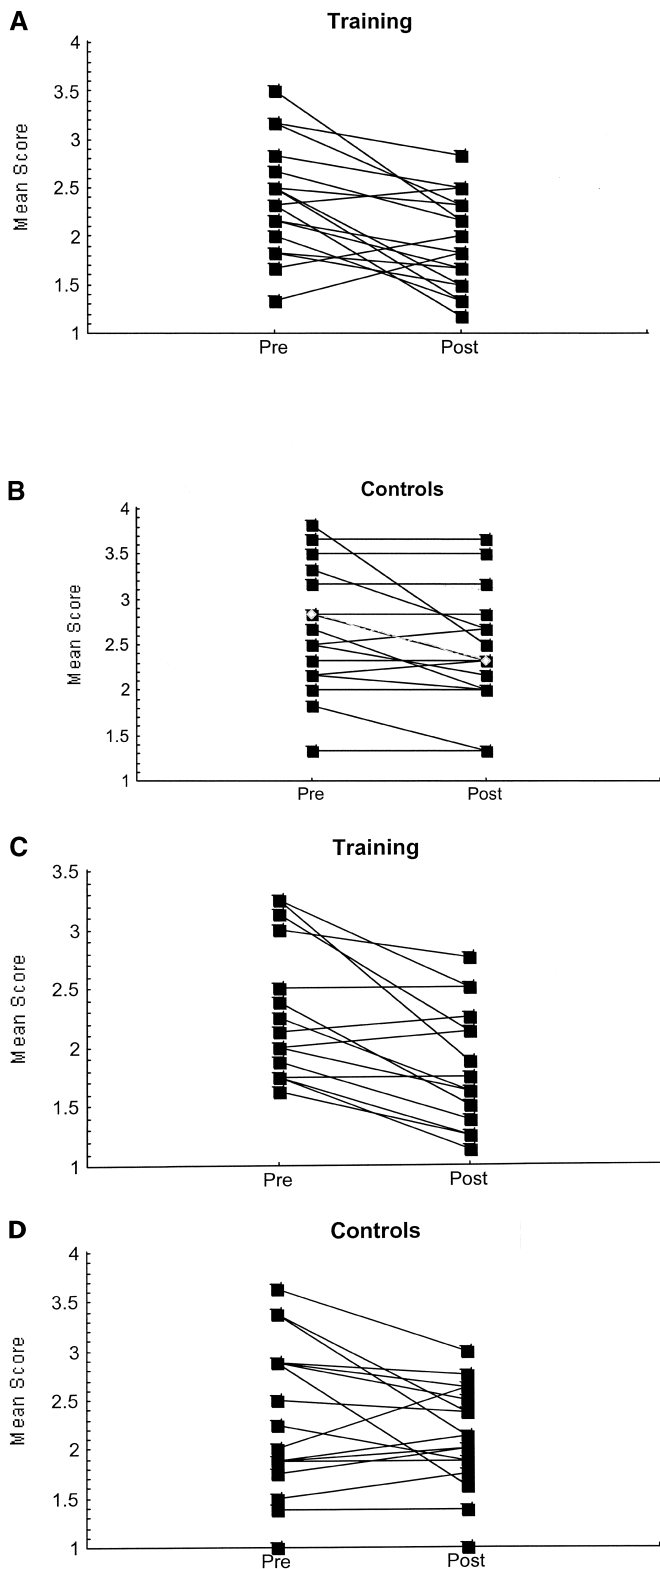 A
Training
4
3.5
3
2.5
2
1.5
1
Mean Score
Pre
Post
B
Controls
4
3.5
3
2.5
2
1.5
1
Mean Score
Pre
Post
C
Training
3.5
3
2.5
2
1.5
1
Mean Score
Pre
Post
D
Controls
4
3.5
3
2.5
2
1.5
1
Mean Score
Pre
Post